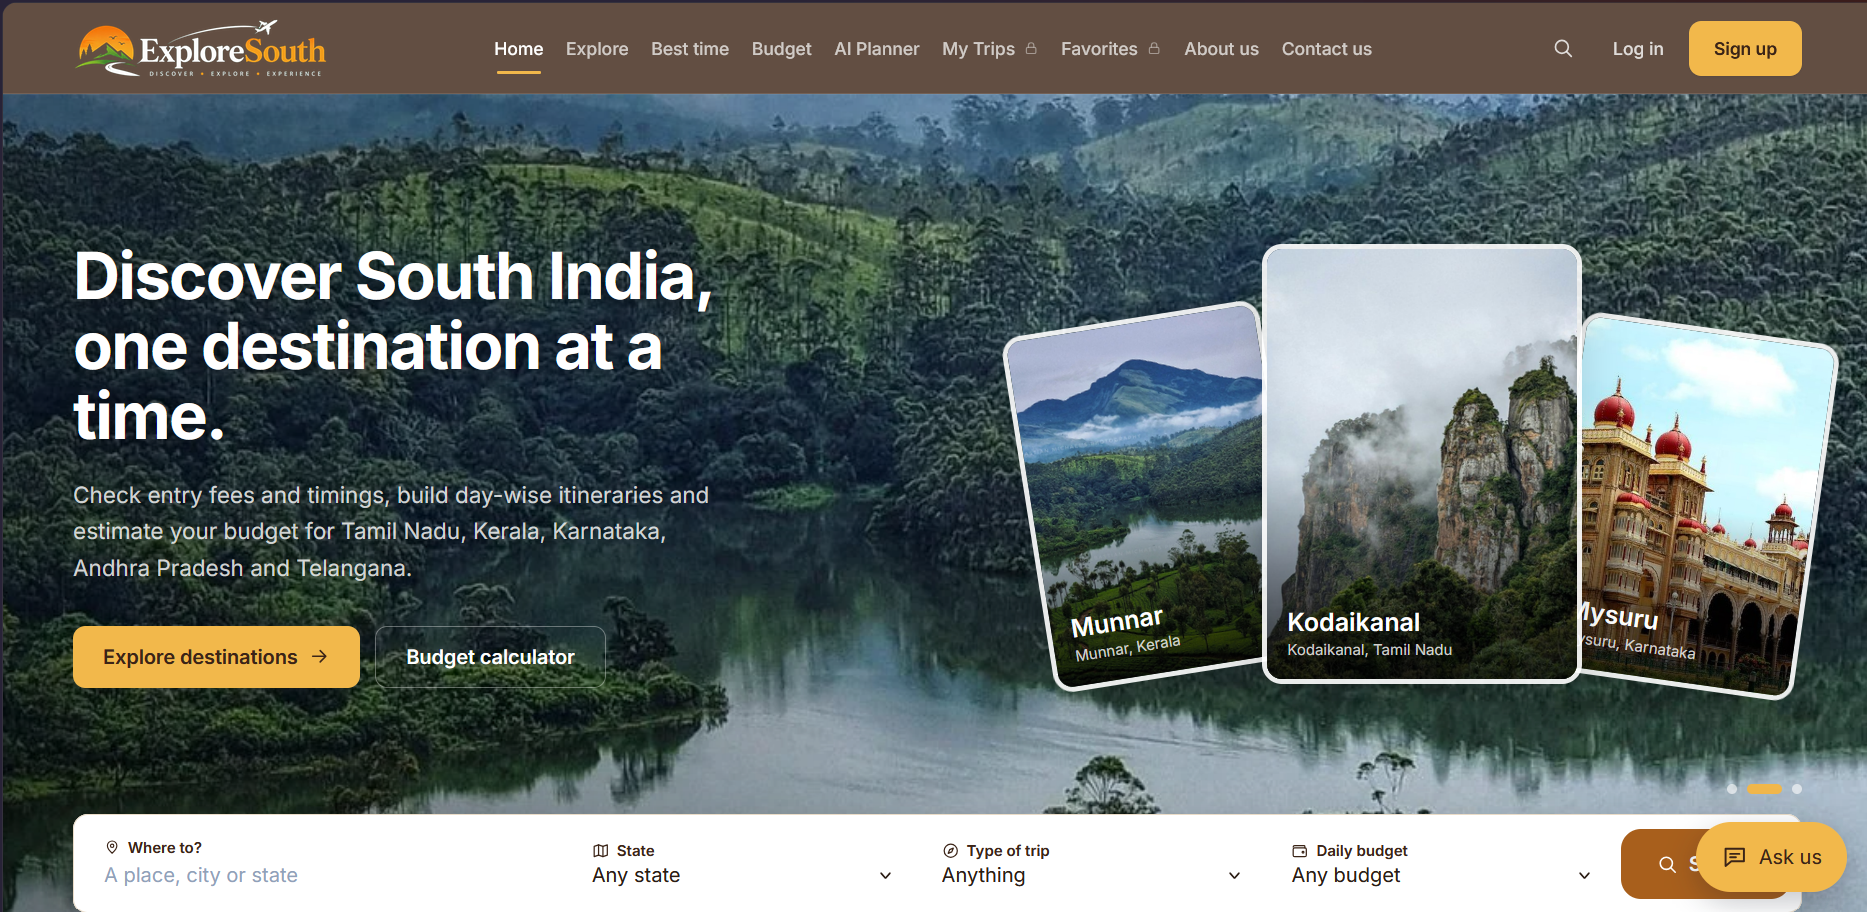 ExploreSouth
DISCOVER • EXPLORE • EXPERIENCE
Home
Explore
Best time
Budget
AI Planner
My Trips
Favorites
About us
Contact us
Log in
Sign up
Discover South India,
one destination at a
time.
Check entry fees and timings, build day-wise itineraries and
estimate your budget for Tamil Nadu, Kerala, Karnataka,
Andhra Pradesh and Telangana.
Explore destinations →
Budget calculator
Munnar
Munnar, Kerala
Kodaikanal
Kodaikanal, Tamil Nadu
Mysuru
ysuru, Karnataka
Where to?
A place, city or state
State
Any state
Type of trip
Anything
Daily budget
Any budget
Ask us